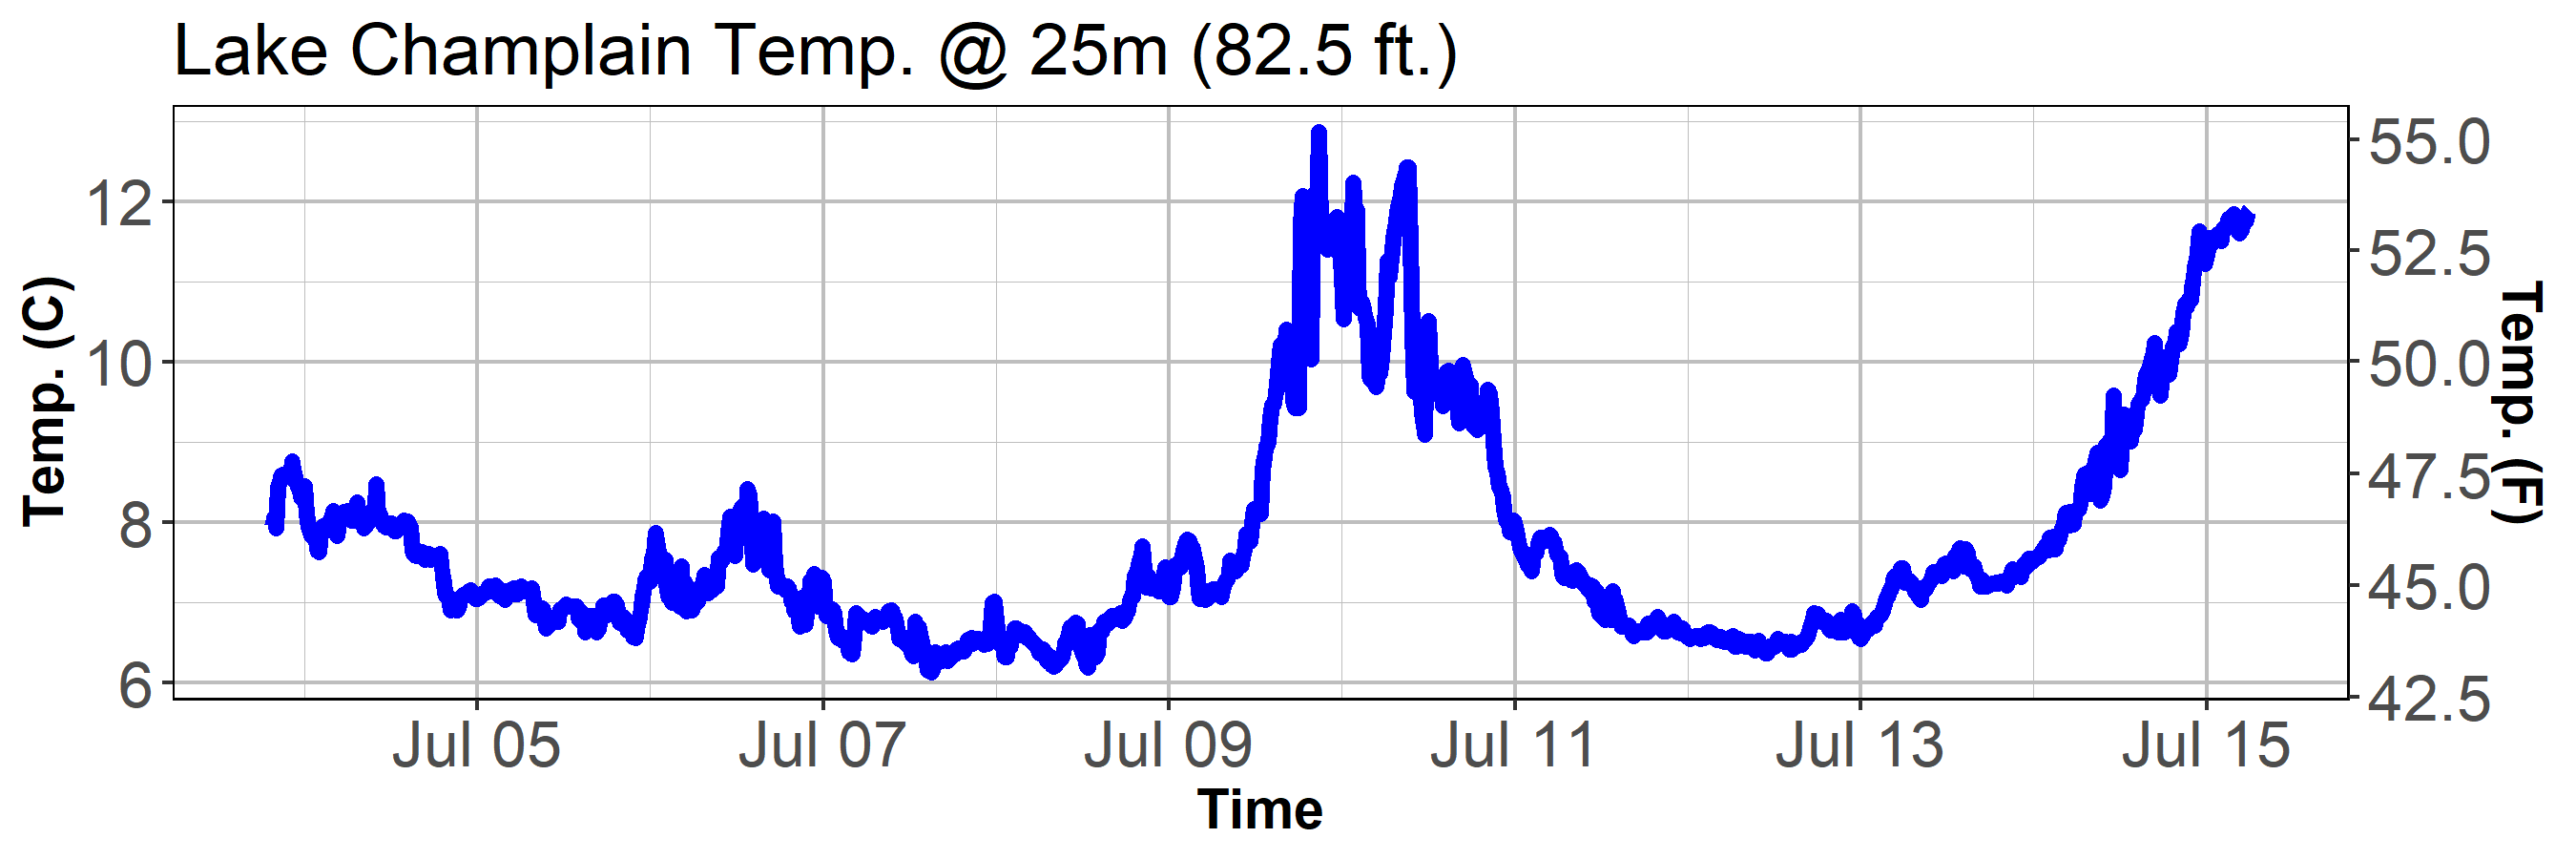 Lake Champlain Temp. @ 25m (82.5 ft.)
Temp. (C)
12
10
8
6
55.0
52.5
50.0
47.5
45.0
42.5
Temp. (F)
Jul 05 Jul 07 Jul 09 Jul 11 Jul 13 Jul 15
Time